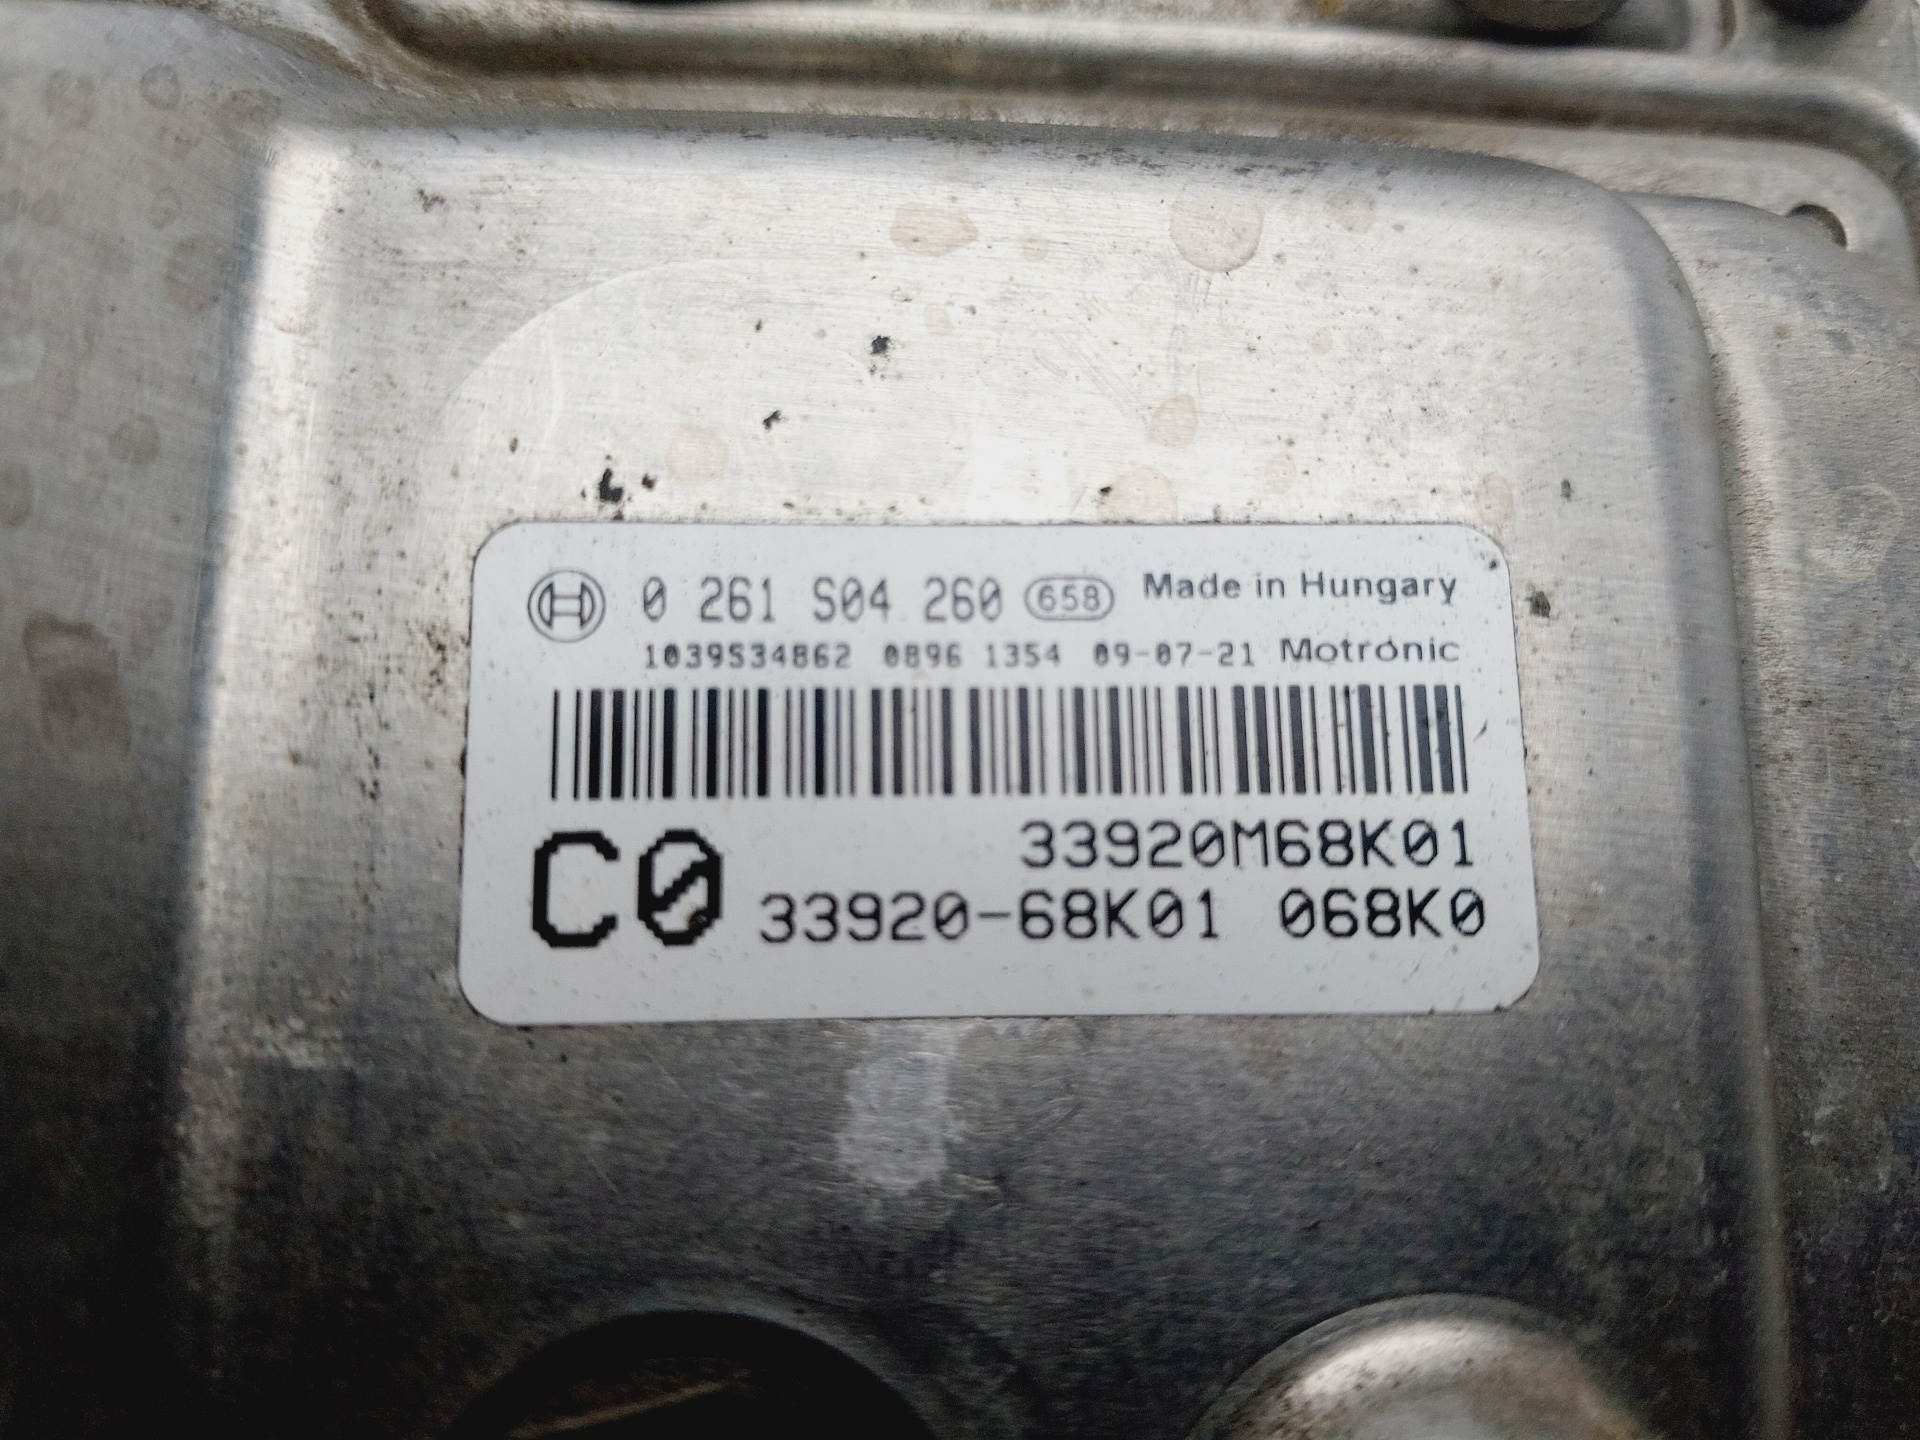 0 261 S04 260 658 Made in Hungary
1039S34862 0896 1354 09-07-21 Motronic
33920M68K01
C0 33920-68K01 068K0